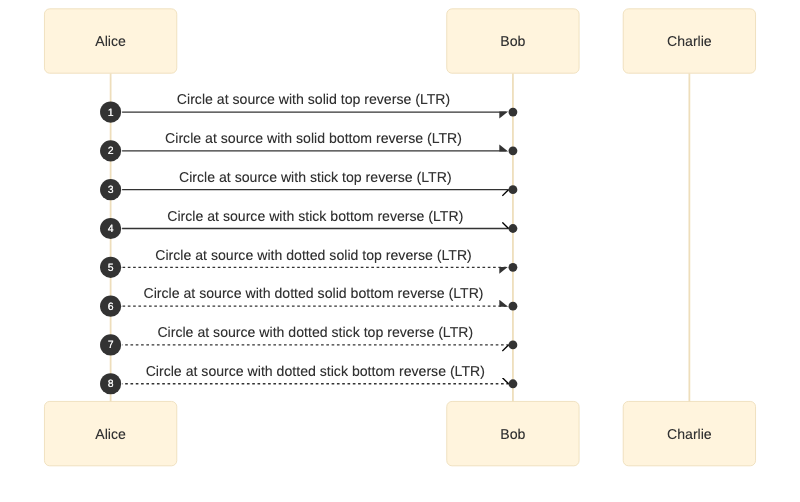 Alice Bob Charlie
Circle at source with solid top reverse (LTR)
1
Circle at source with solid bottom reverse (LTR)
2
Circle at source with stick top reverse (LTR)
3
Circle at source with stick bottom reverse (LTR)
4
Circle at source with dotted solid top reverse (LTR)
5
Circle at source with dotted solid bottom reverse (LTR)
6
Circle at source with dotted stick top reverse (LTR)
7
Circle at source with dotted stick bottom reverse (LTR)
8
Alice Bob Charlie